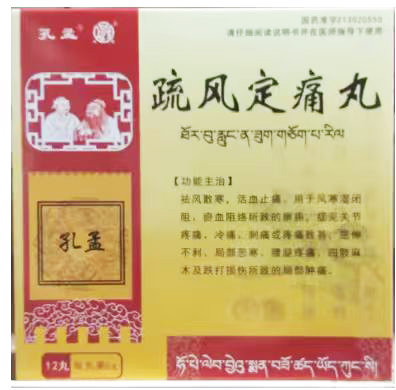 孔孟
国药准字Z13020550
请仔细阅读说明书并在医师指导下使用
疏风定痛丸
【功能主治】
祛风散寒，活血止痛。用于风寒湿闭
阻、瘀血阻络所致的痹病，症见关节
疼痛、冷痛、刺痛或疼痛致甚，屈伸
不利、局部恶寒、腰腿疼痛、四肢麻
木及跌打损伤所致的局部肿痛。
孔孟
12丸